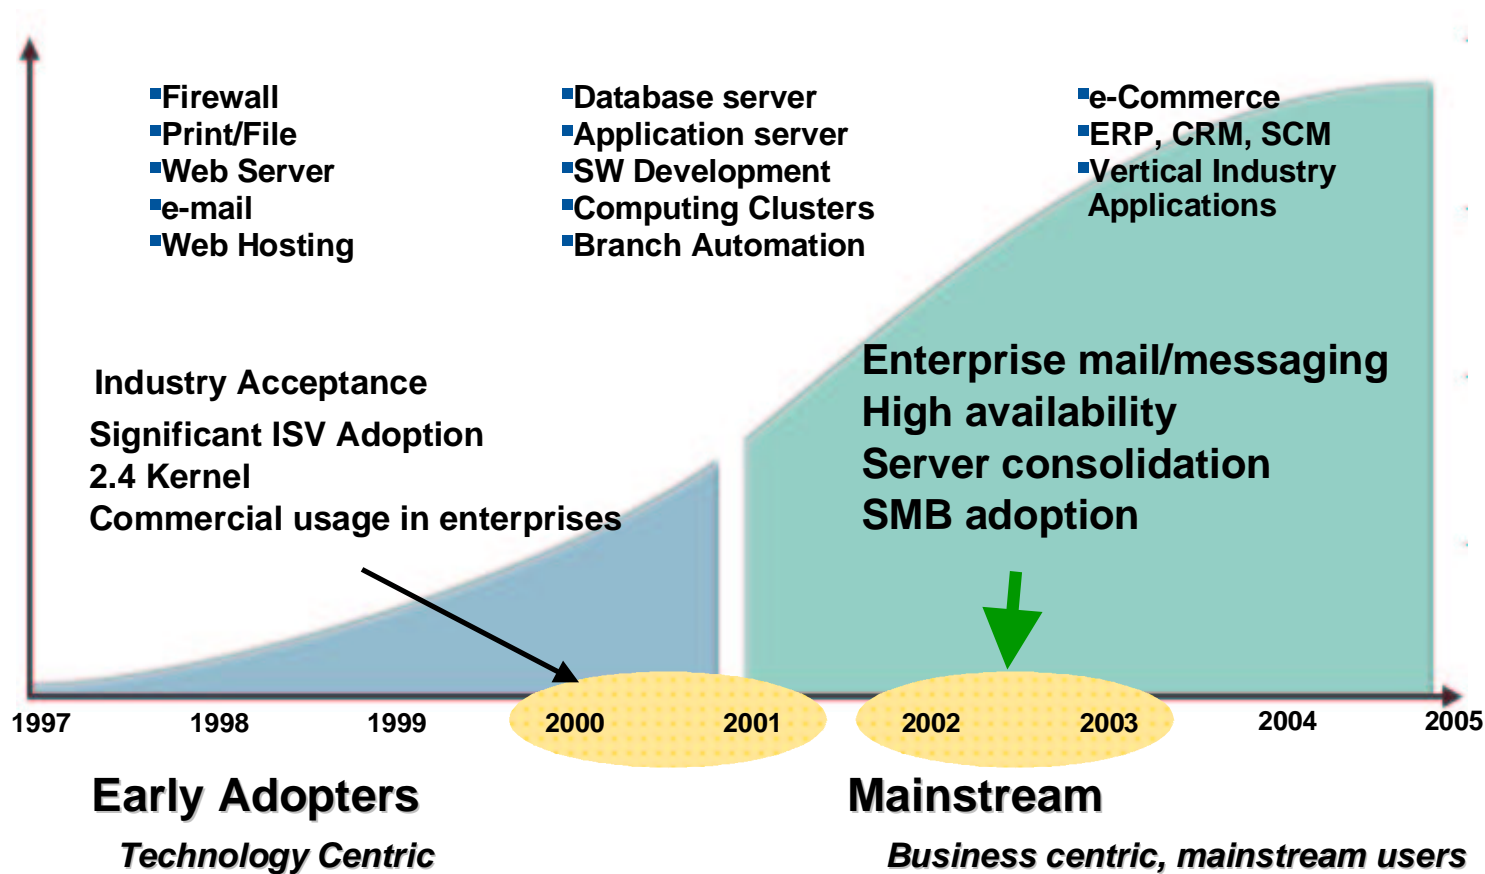 ▪Firewall
▪Print/File
▪Web Server
▪e-mail
▪Web Hosting
▪Database server
▪Application server
▪SW Development
▪Computing Clusters
▪Branch Automation
▪e-Commerce
▪ERP, CRM, SCM
▪Vertical Industry
Applications
Industry Acceptance
Significant ISV Adoption
2.4 Kernel
Commercial usage in enterprises
Enterprise mail/messaging
High availability
Server consolidation
SMB adoption
1997 1998 1999 2000 2001 2002 2003 2004 2005
Early Adopters
Technology Centric
Mainstream
Business centric, mainstream users